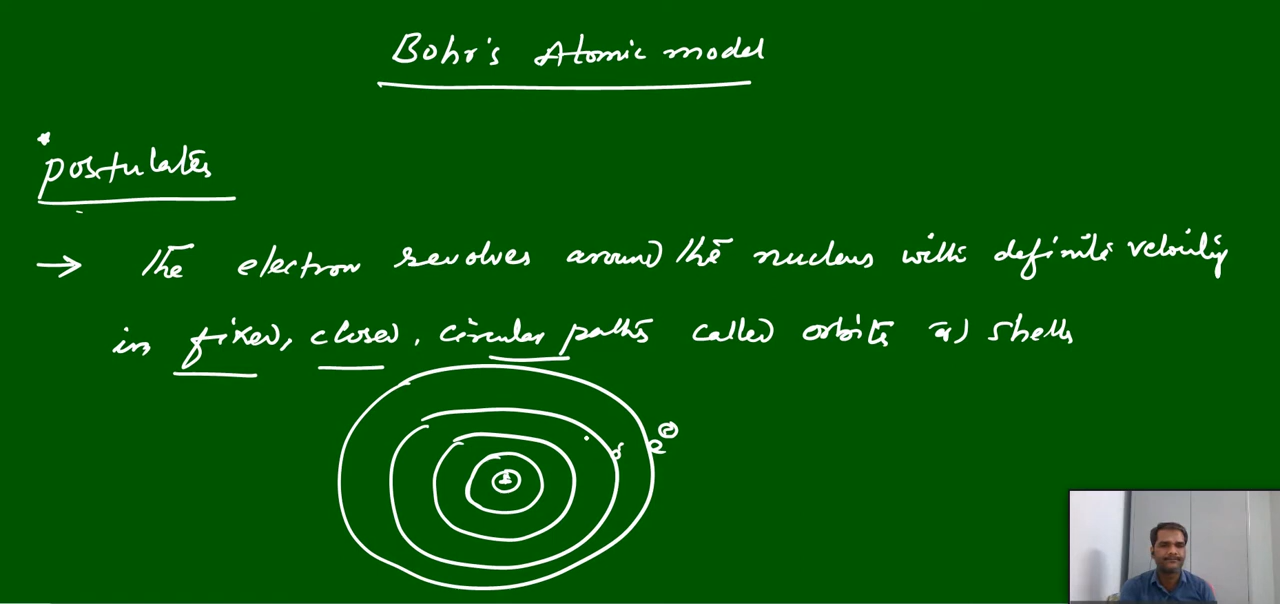 Bohr's Atomic model
postulates
→ The electron revolves around the nucleus with definite velocity
in fixed, closed, circular paths called orbits or) shells
+
e⊖